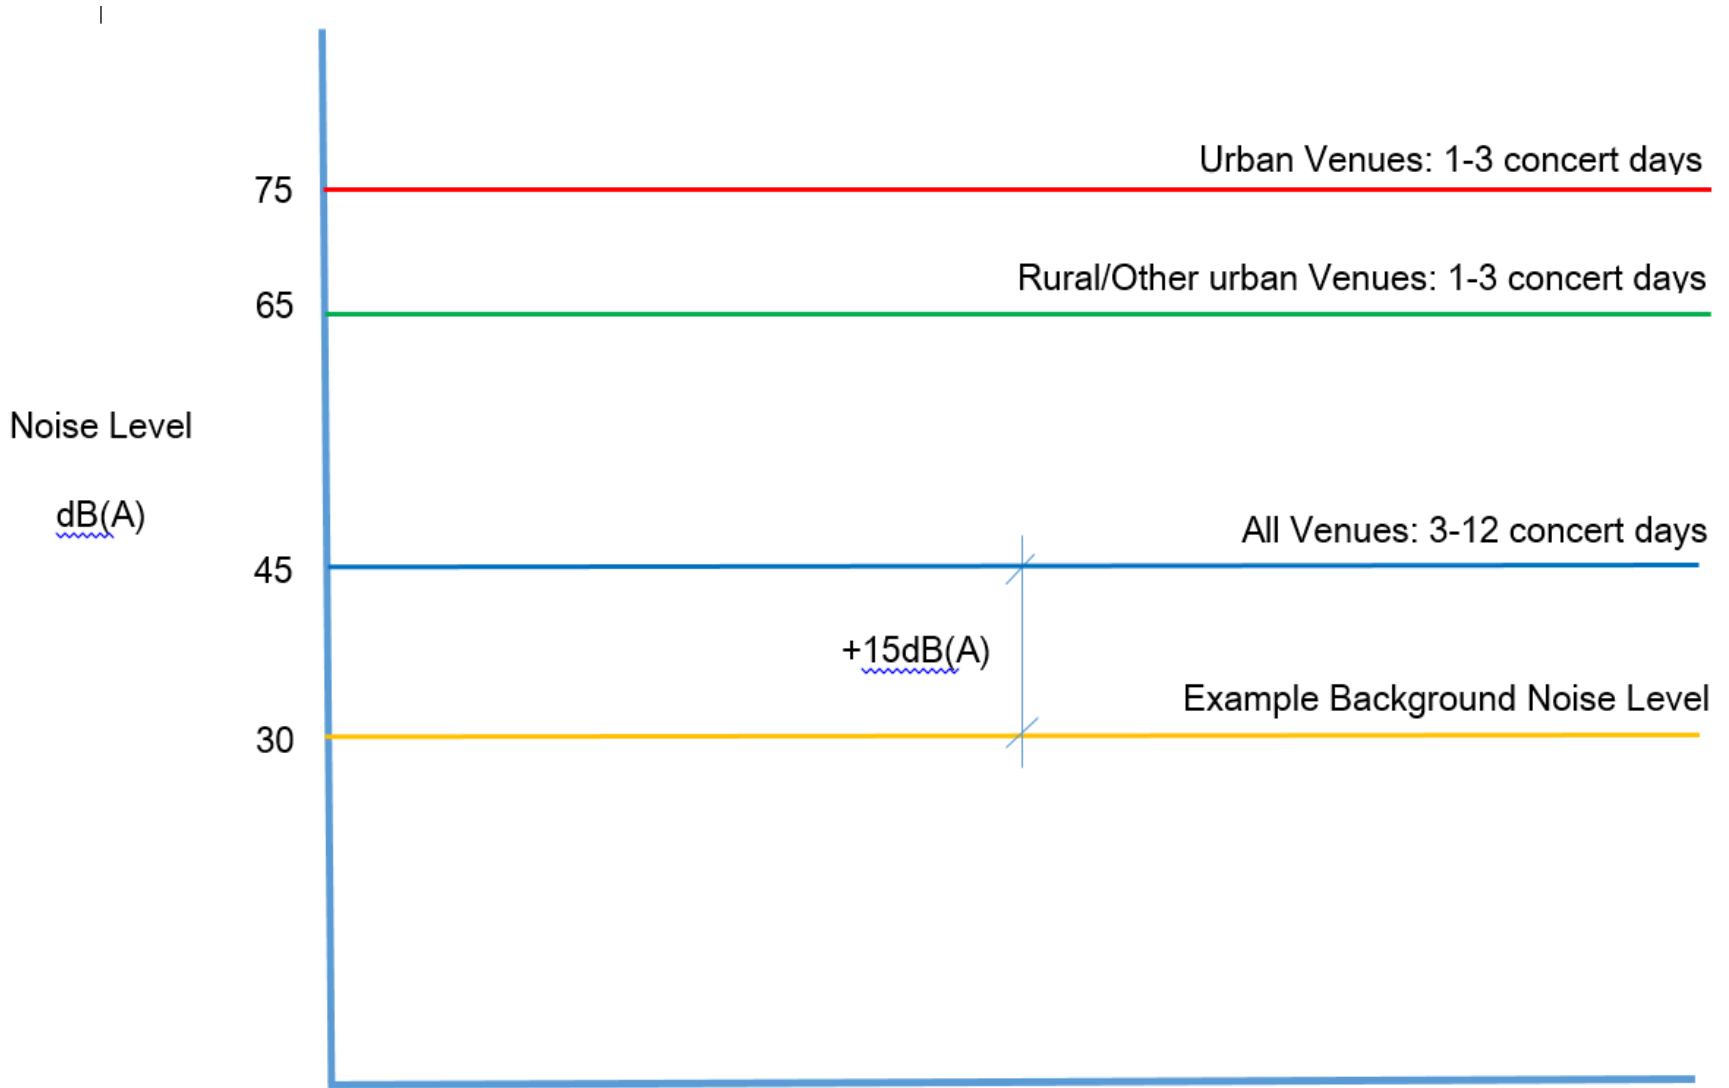 Urban Venues: 1-3 concert days
75
Rural/Other urban Venues: 1-3 concert days
65
Noise Level
dB(A)
All Venues: 3-12 concert days
45
+15dB(A)
Example Background Noise Level
30